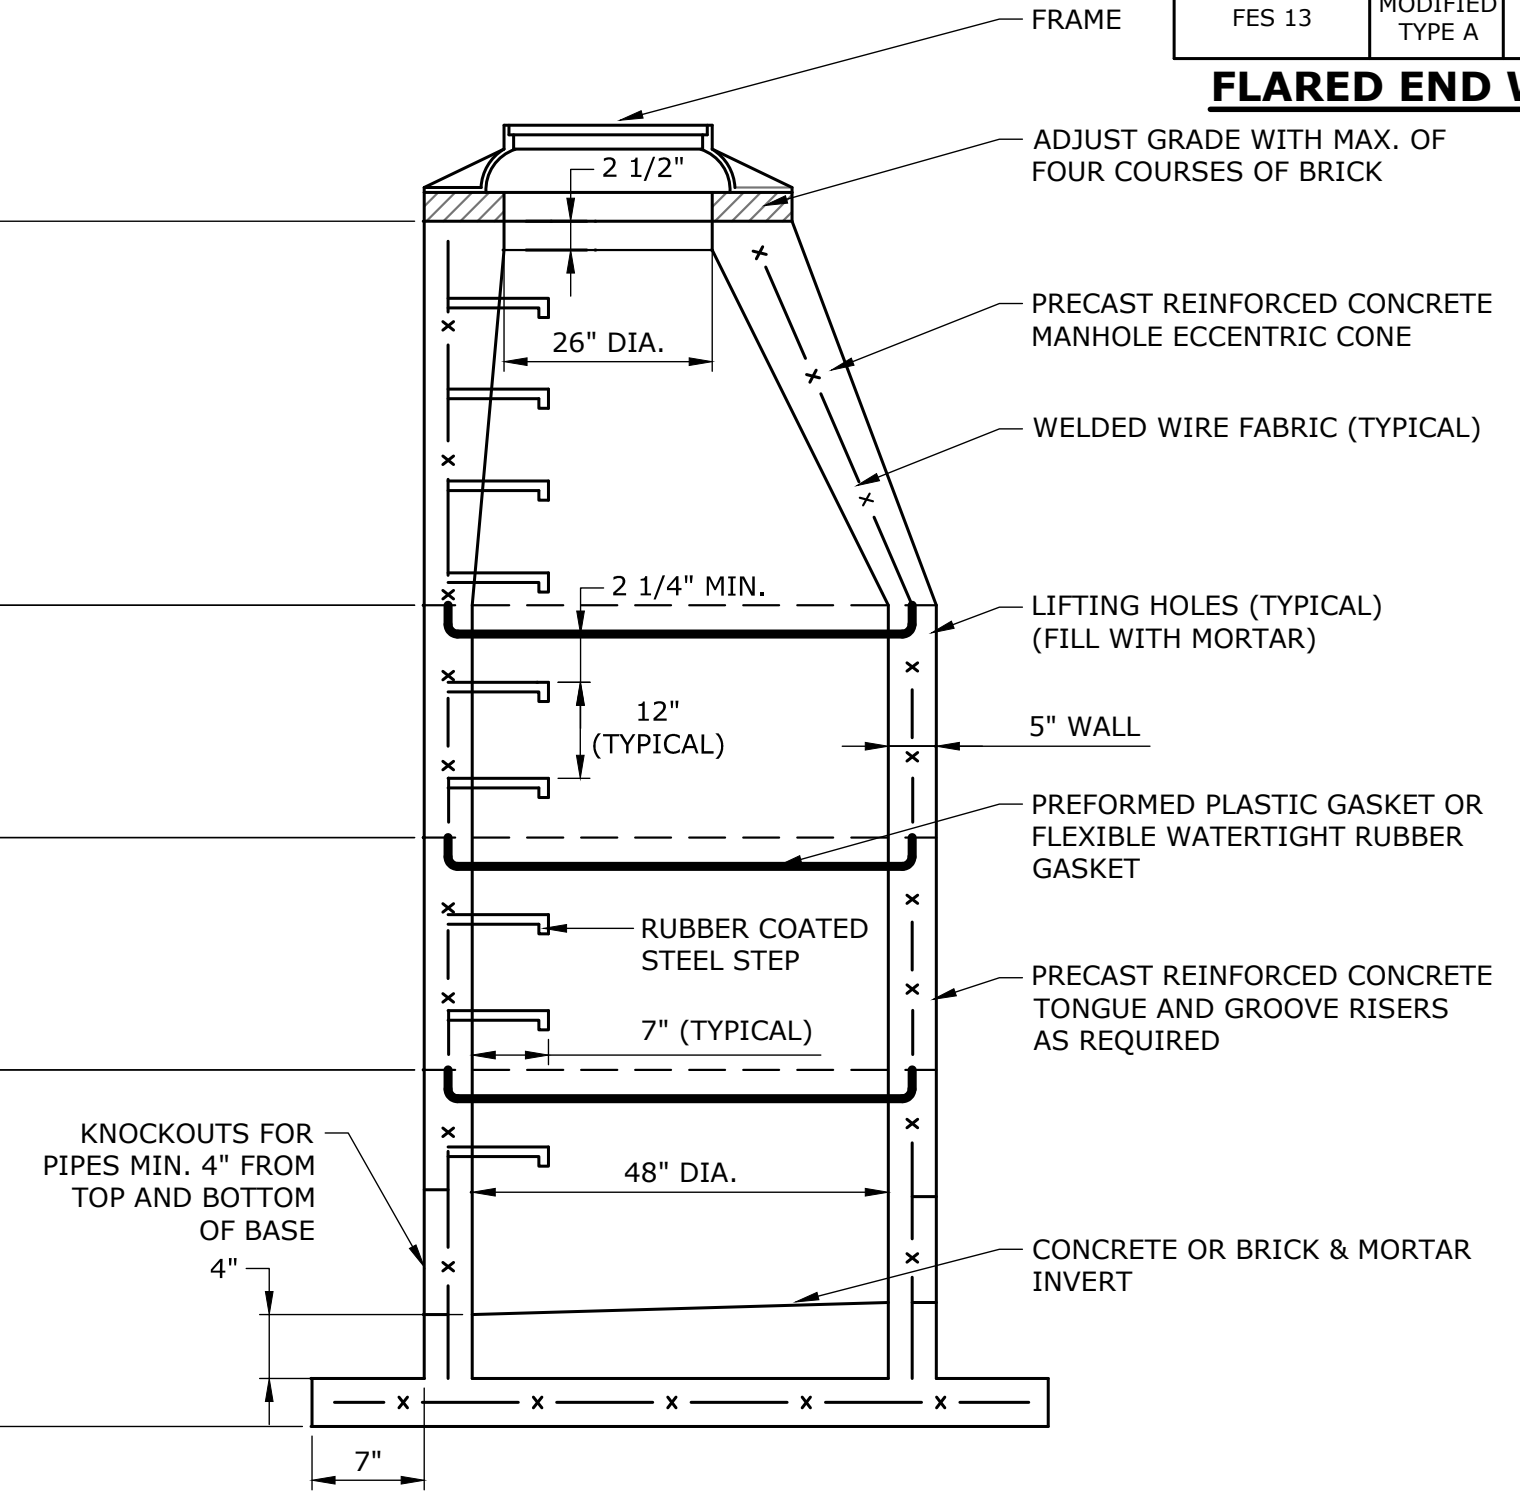 FRAME
FES 13
MODIFIED
TYPE A
FLARED END
ADJUST GRADE WITH MAX. OF
FOUR COURSES OF BRICK
2 1/2"
PRECAST REINFORCED CONCRETE
MANHOLE ECCENTRIC CONE
26" DIA.
WELDED WIRE FABRIC (TYPICAL)
2 1/4" MIN.
LIFTING HOLES (TYPICAL)
(FILL WITH MORTAR)
12"
(TYPICAL)
5" WALL
PREFORMED PLASTIC GASKET OR
FLEXIBLE WATERTIGHT RUBBER
GASKET
RUBBER COATED
STEEL STEP
PRECAST REINFORCED CONCRETE
TONGUE AND GROOVE RISERS
AS REQUIRED
7" (TYPICAL)
KNOCKOUTS FOR
PIPES MIN. 4" FROM
TOP AND BOTTOM
OF BASE
48" DIA.
4"
CONCRETE OR BRICK & MORTAR
INVERT
7"